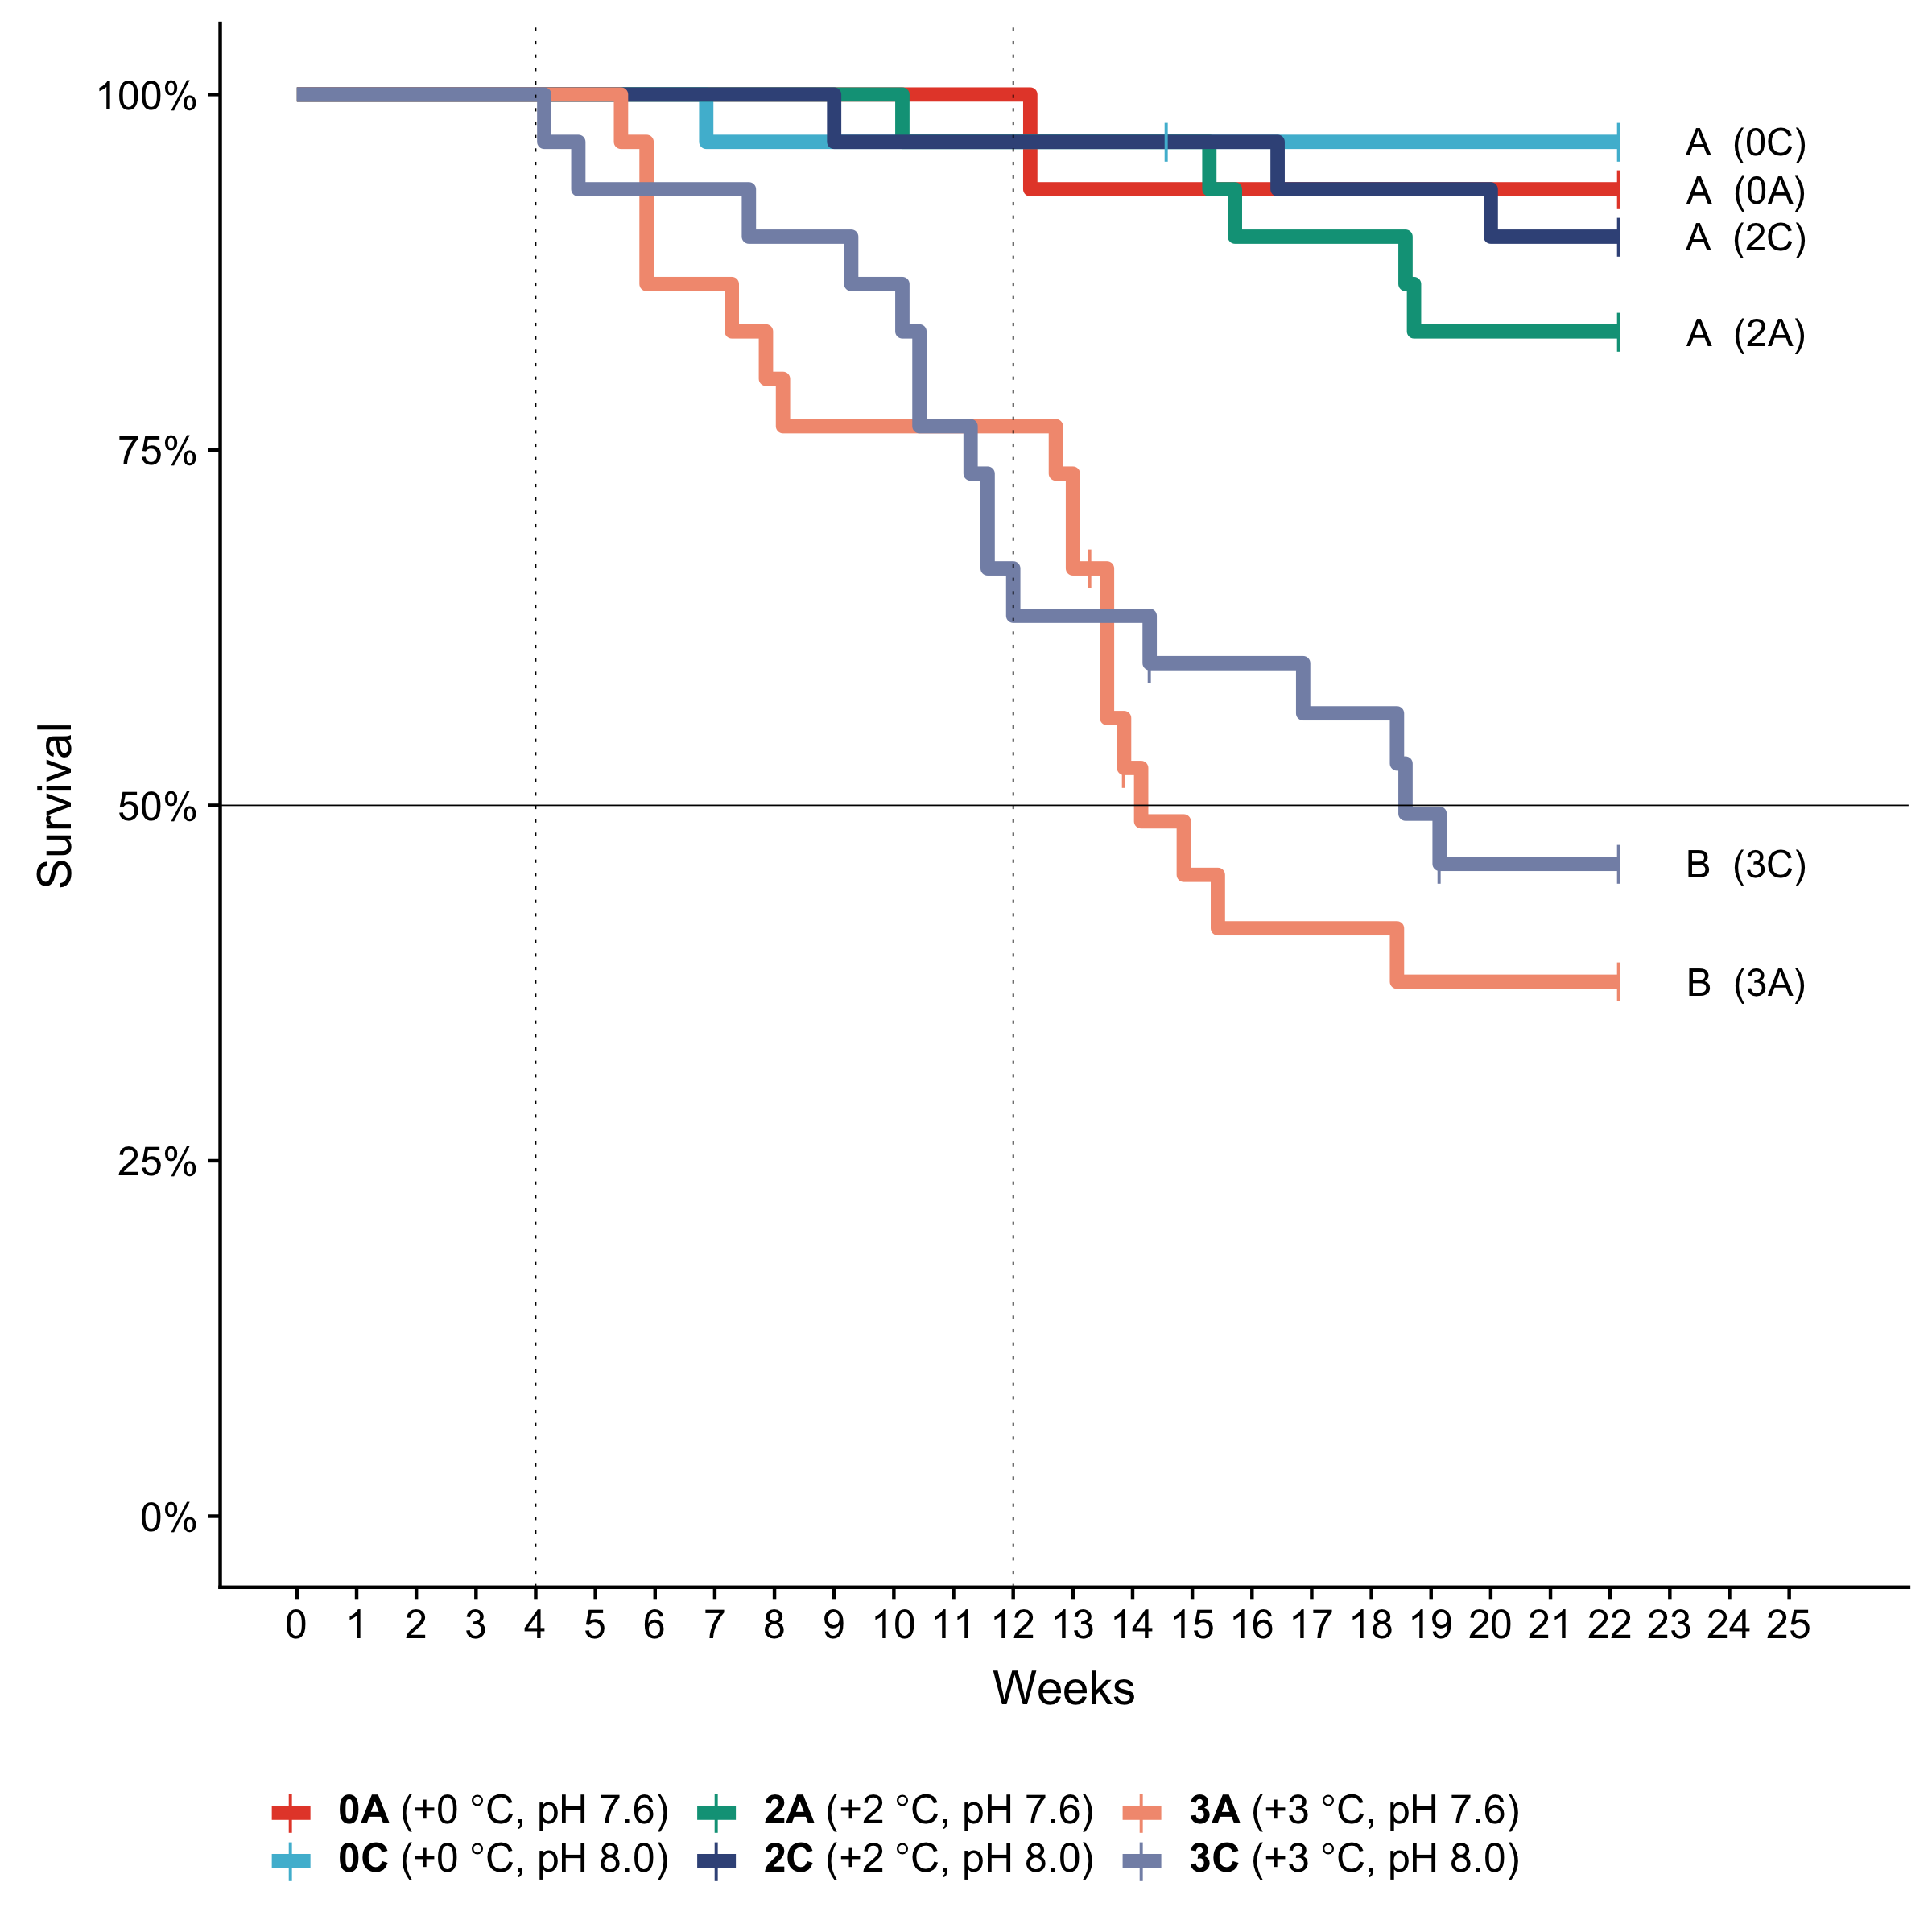 100%
A (0C)
A (0A)
A (2C)
A (2A)
75%
Survival
50%
B (3C)
B (3A)
25%
0%
0 1 2 3 4 5 6 7 8 9 10 11 12 13 14 15 16 17 18 19 20 21 22 23 24 25
Weeks
0A (+0 °C, pH 7.6) 2A (+2 °C, pH 7.6) 3A (+3 °C, pH 7.6)
0C (+0 °C, pH 8.0) 2C (+2 °C, pH 8.0) 3C (+3 °C, pH 8.0)